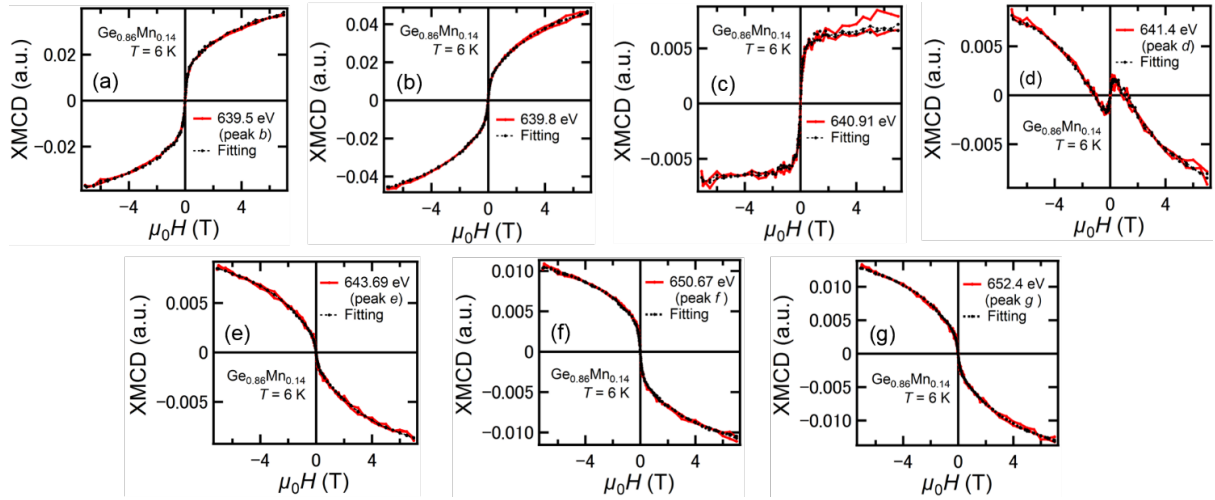 XMCD (a.u.)
0.02
0
−0.02
Ge0.86Mn0.14
T = 6 K
(a)
639.5 eV
(peak b)
Fitting
−4
0
4
μ0H (T)
XMCD (a.u.)
0.04
0.02
0
−0.02
−0.04
Ge0.86Mn0.14
T = 6 K
(b)
639.8 eV
Fitting
−4
0
4
μ0H (T)
XMCD (a.u.)
0.005
0
−0.005
Ge0.86Mn0.14
T = 6 K
(c)
640.91 eV
Fitting
−4
0
4
μ0H (T)
XMCD (a.u.)
0.005
0
−0.005
641.4 eV
(peak d)
Fitting
(d)
Ge0.86Mn0.14
T = 6 K
−4
0
4
μ0H (T)
XMCD (a.u.)
0.005
0
−0.005
643.69 eV
(peak e)
Fitting
(e)
Ge0.86Mn0.14
T = 6 K
−4
0
4
μ0H (T)
XMCD (a.u.)
0.010
0.005
0
−0.005
−0.010
650.67 eV
(peak f )
Fitting
(f)
Ge0.86Mn0.14
T = 6 K
−4
0
4
μ0H (T)
XMCD (a.u.)
0.010
0.005
0
−0.005
−0.010
652.4 eV
(peak g )
Fitting
(g)
Ge0.86Mn0.14
T = 6 K
−4
0
4
μ0H (T)